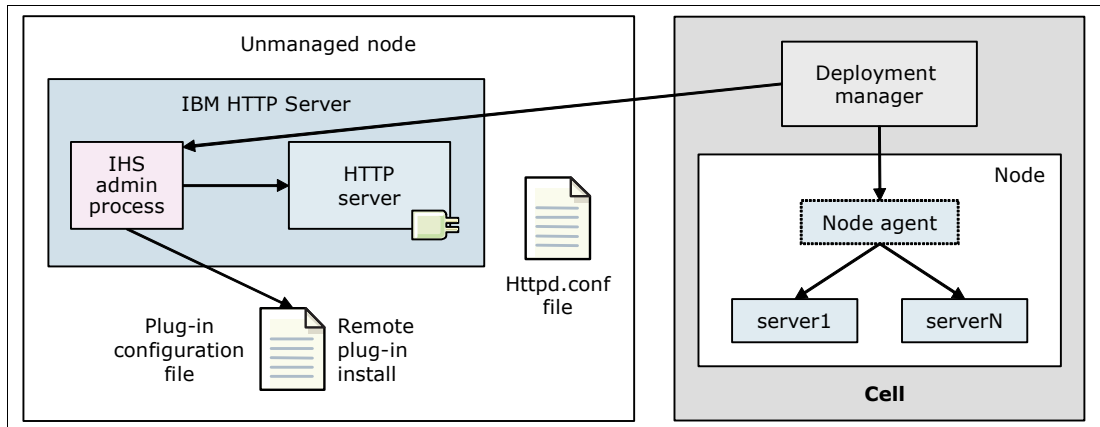 Unmanaged node
IBM HTTP Server
IHS
admin
process
HTTP
server
Httpd.conf
file
Plug-in
configuration
file
Remote
plug-in
install
Deployment
manager
Node
Node agent
server1
serverN
Cell